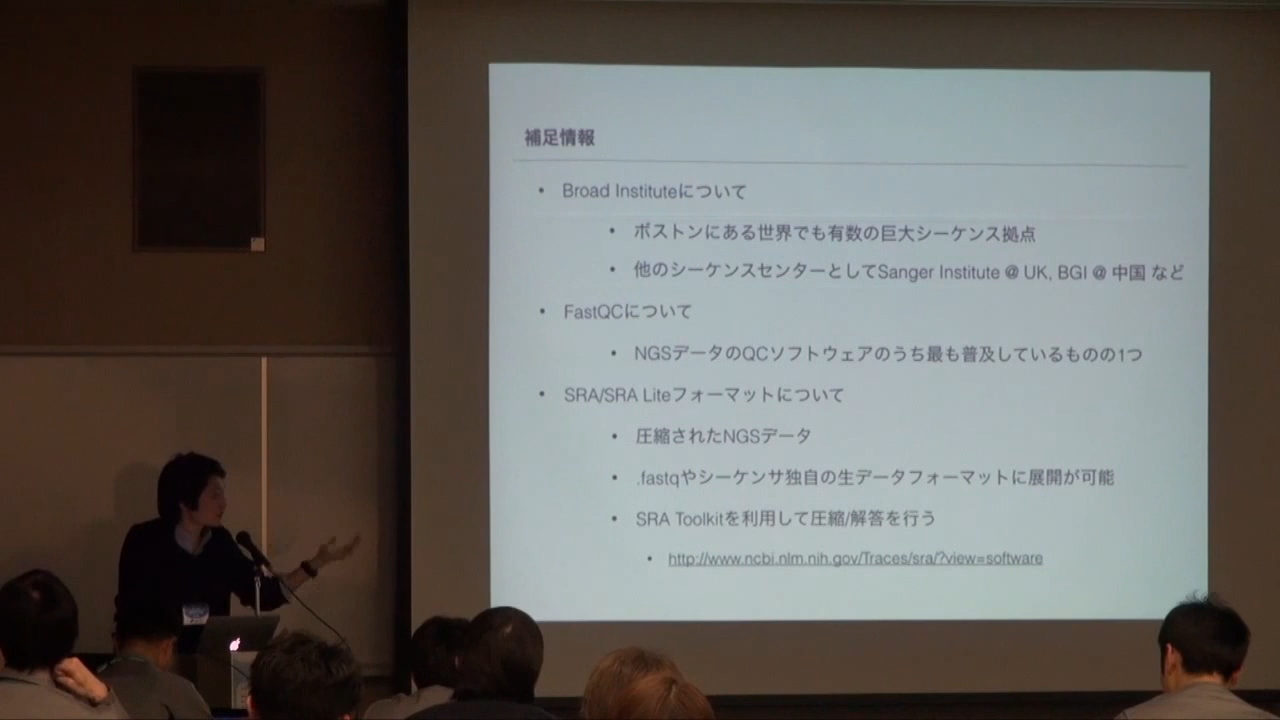 補足情報
• Broad Instituteについて
• ボストンにある世界でも有数の巨大シーケンス拠点
• 他のシーケンスセンターとしてSanger Institute @ UK, BGI @ 中国 など
• FastQCについて
• NGSデータのQCソフトウェアのうち最も普及しているものの1つ
• SRA/SRA Liteフォーマットについて
• 圧縮されたNGSデータ
• .fastqやシーケンサ独自の生データフォーマットに展開が可能
• SRA Toolkitを利用して圧縮/解答を行う
• http://www.ncbi.nlm.nih.gov/Traces/sra/?view=software